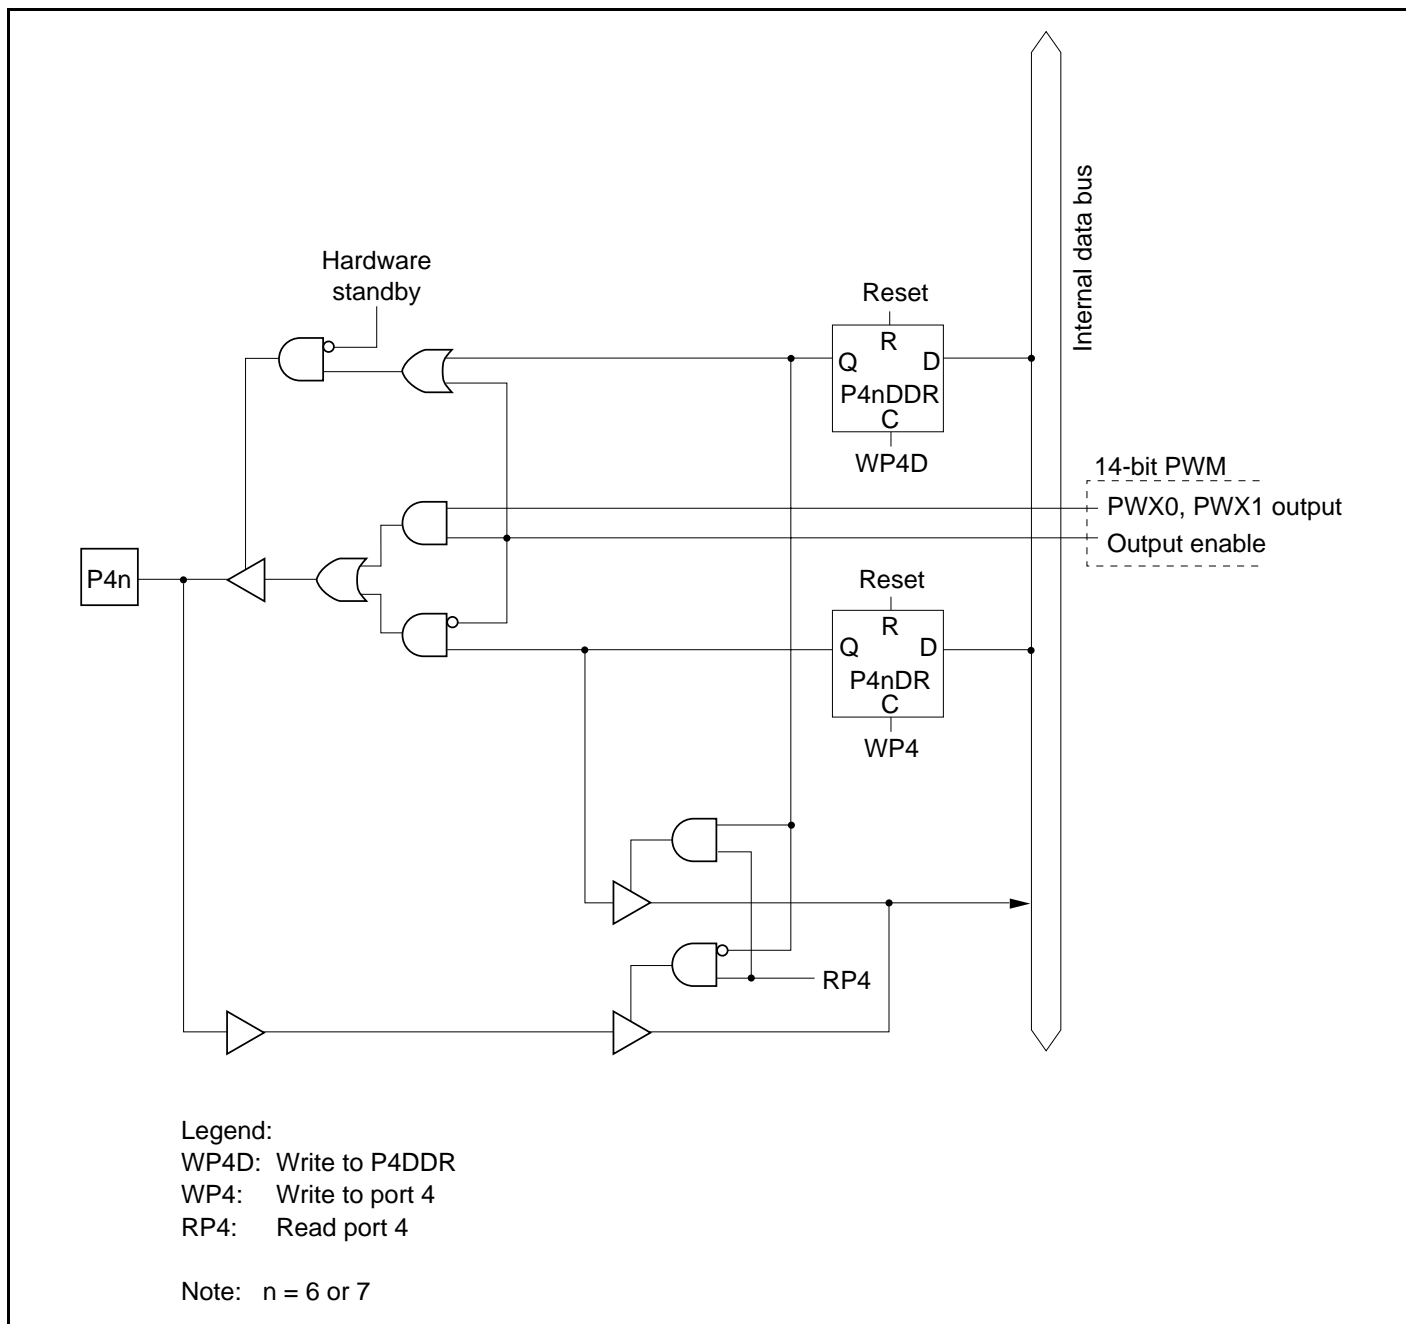 Internal data bus
Hardware
standby
Reset
R
Q
D
P4nDDR
C
WP4D
14-bit PWM
PWX0, PWX1 output
Output enable
P4n
Reset
R
Q
D
P4nDR
C
WP4
RP4
Legend:
WP4D: Write to P4DDR
WP4: Write to port 4
RP4: Read port 4
Note: n = 6 or 7